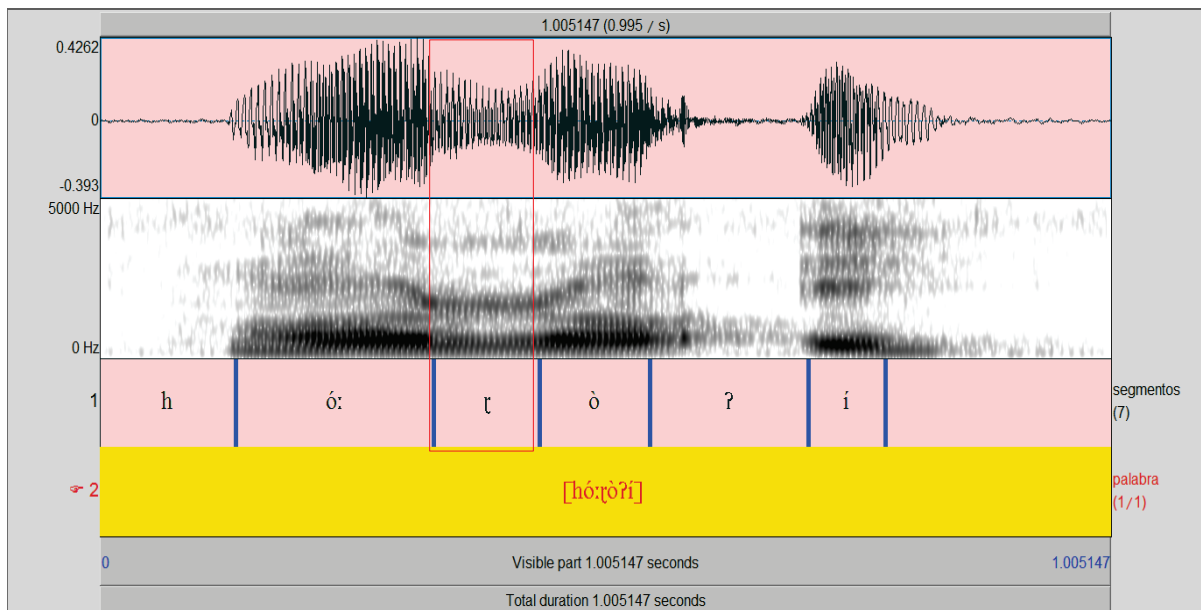 1.005147 (0.995 / s)
0.4262
0
-0.393
5000 Hz
0 Hz
1 h óː ɽ ò ʔ í segmentos (7)
☞ 2 [hóːɽòʔí] palabra (1/1)
0 Visible part 1.005147 seconds 1.005147
Total duration 1.005147 seconds